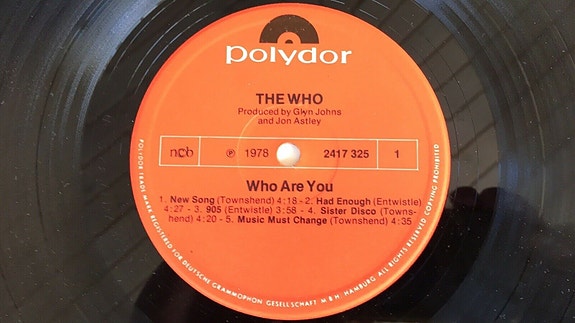 polydor
THE WHO
Produced by Glyn Johns
and Jon Astley
ncb ℗ 1978 2417 325 1
Who Are You
1. New Song (Townshend) 4:18 - 2. Had Enough (Entwistle)
4:27 - 3. 905 (Entwistle) 3:58 - 4. Sister Disco (Towns-
hend) 4:20 - 5. Music Must Change (Townshend) 4:35
POLYDOR TRADE MARK REGISTERED FOR DEUTSCHE GRAMMOPHON GESELLSCHAFT M B H · HAMBURG ALL RIGHTS RESERVED COPYING PROHIBITED